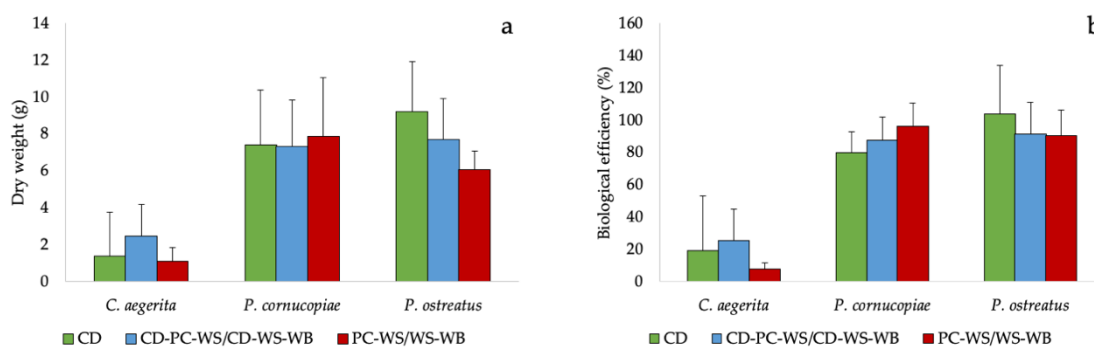 a
Dry weight (g)
14
12
10
8
6
4
2
0
C. aegerita P. cornucopiae P. ostreatus
CD CD-PC-WS/CD-WS-WB PC-WS/WS-WB
b
Biological efficiency (%)
160
140
120
100
80
60
40
20
0
C. aegerita P. cornucopiae P. ostreatus
CD CD-PC-WS/CD-WS-WB PC-WS/WS-WB